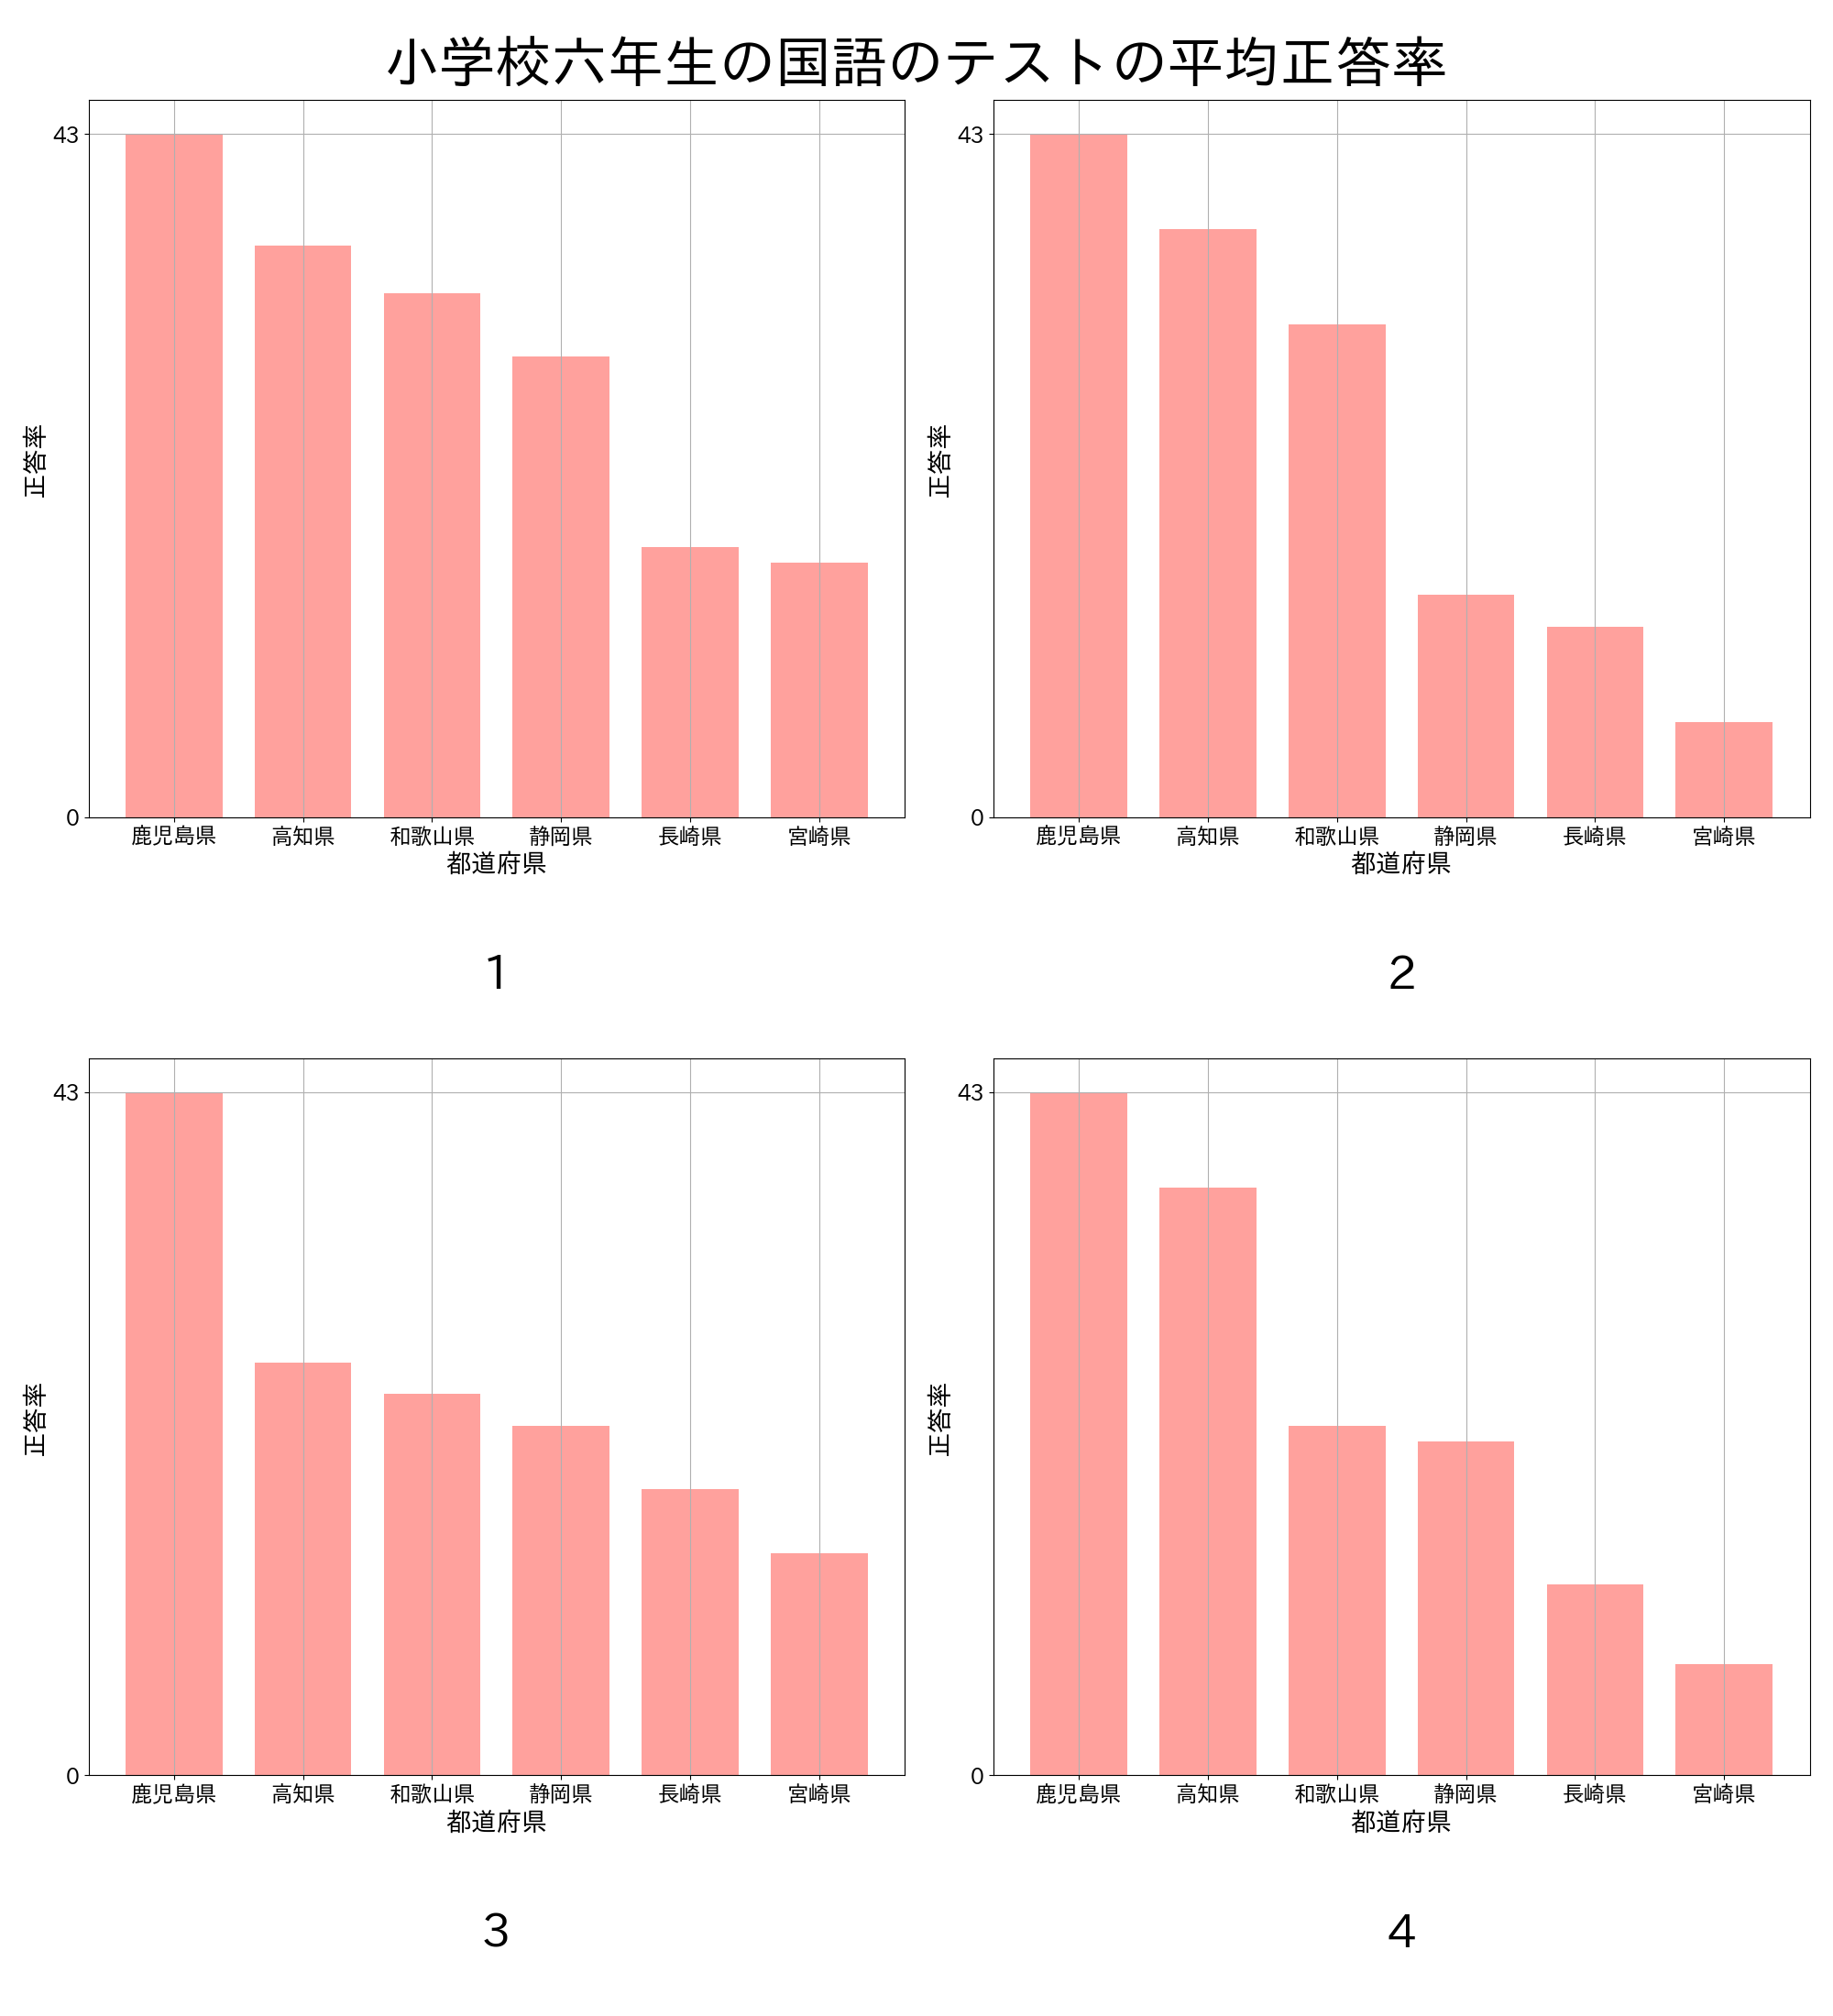 小学校六年生の国語のテストの平均正答率
43
0
正答率
鹿児島県 高知県 和歌山県 静岡県 長崎県 宮崎県
都道府県
1
43
0
正答率
鹿児島県 高知県 和歌山県 静岡県 長崎県 宮崎県
都道府県
2
43
0
正答率
鹿児島県 高知県 和歌山県 静岡県 長崎県 宮崎県
都道府県
3
43
0
正答率
鹿児島県 高知県 和歌山県 静岡県 長崎県 宮崎県
都道府県
4